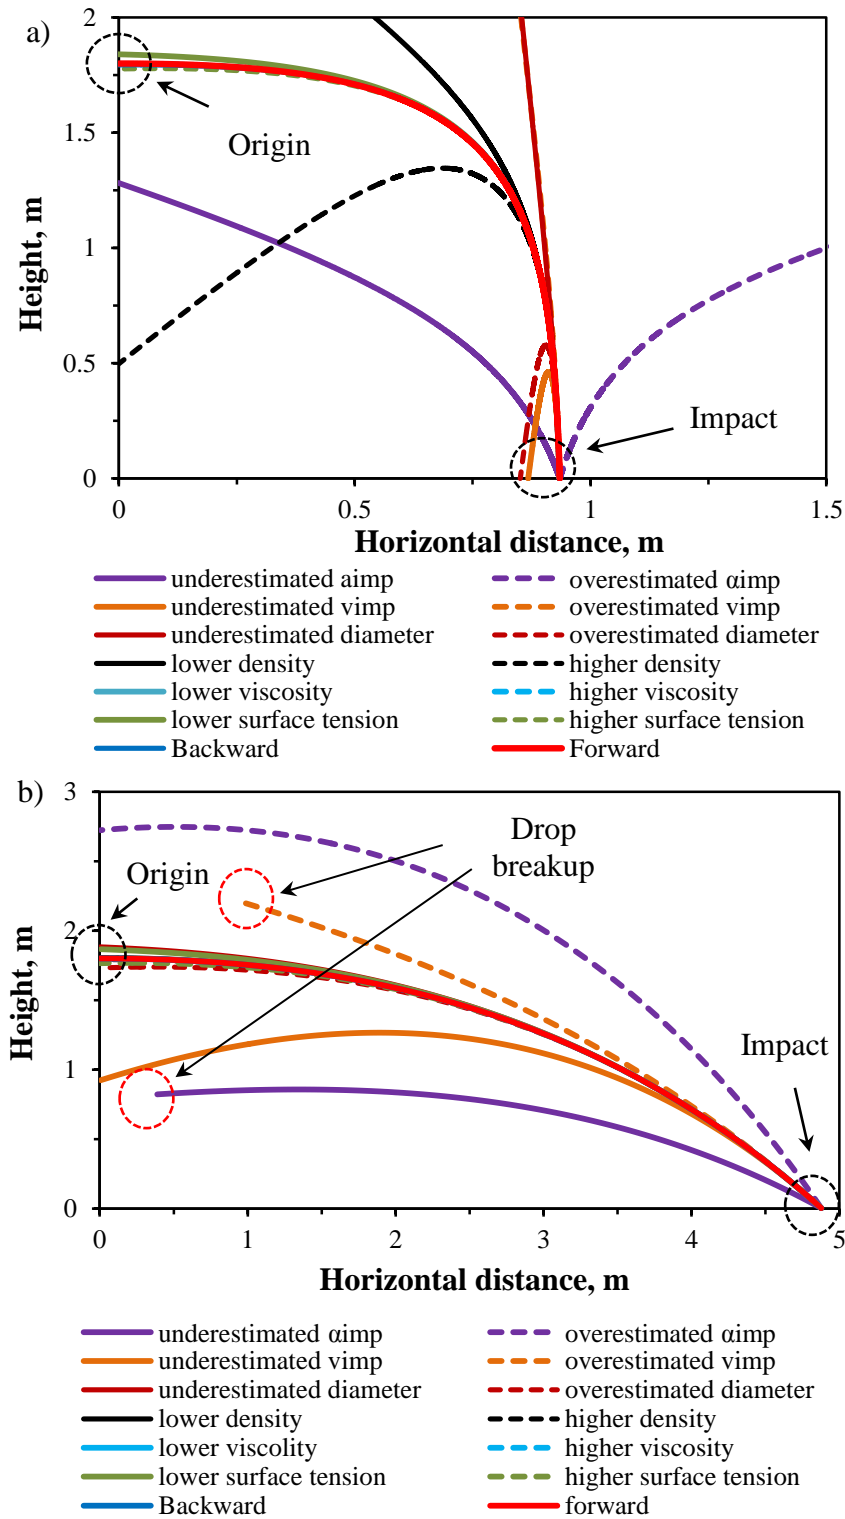 a)
2
1.5
1
0.5
0
Height, m
Origin
Impact
0
0.5
1
1.5
Horizontal distance, m
underestimated aimp
overestimated αimp
underestimated vimp
overestimated vimp
underestimated diameter
overestimated diameter
lower density
higher density
lower viscosity
higher viscosity
lower surface tension
higher surface tension
Backward
Forward
b)
3
2
1
0
Height, m
Drop
breakup
Origin
Impact
0
1
2
3
4
5
Horizontal distance, m
underestimated αimp
overestimated αimp
underestimated vimp
overestimated vimp
underestimated diameter
overestimated diameter
lower density
higher density
lower viscolity
higher viscosity
lower surface tension
higher surface tension
Backward
forward